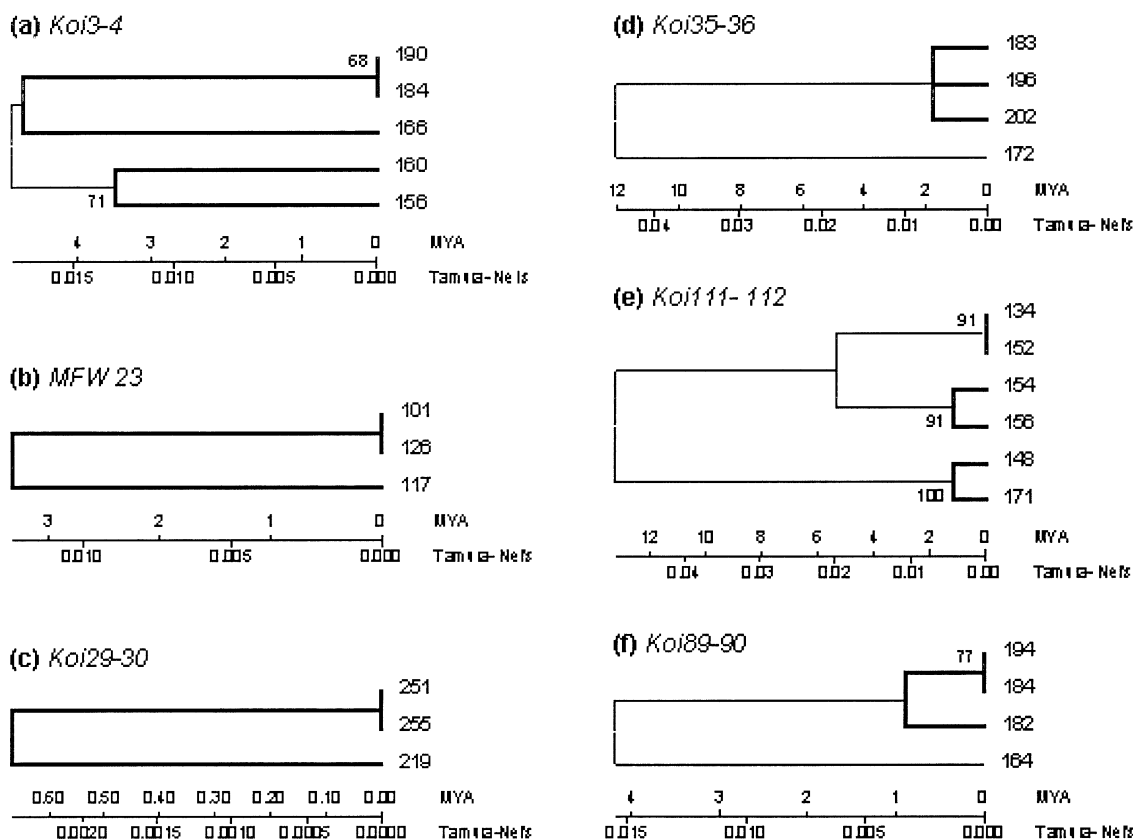 (a) Koi3-4
68
190
184
166
160
71
156
4 3 2 1 0 MYA
0.015 0.010 0.005 0.000 Tamura-Nei's
(b) MFW 23
101
126
117
3 2 1 0 MYA
0.010 0.005 0.000 Tamura-Nei's
(c) Koi29-30
251
255
219
0.60 0.50 0.40 0.30 0.20 0.10 0.00 MYA
0.0020 0.0015 0.0010 0.0005 0.0000 Tamura-Nei's
(d) Koi35-36
183
196
202
172
12 10 8 6 4 2 0 MYA
0.04 0.03 0.02 0.01 0.00 Tamura-Nei's
(e) Koi111-112
91
134
152
154
91
156
148
100
171
12 10 8 6 4 2 0 MYA
0.04 0.03 0.02 0.01 0.00 Tamura-Nei's
(f) Koi89-90
77
194
184
182
164
4 3 2 1 0 MYA
0.015 0.010 0.005 0.000 Tamura-Nei's